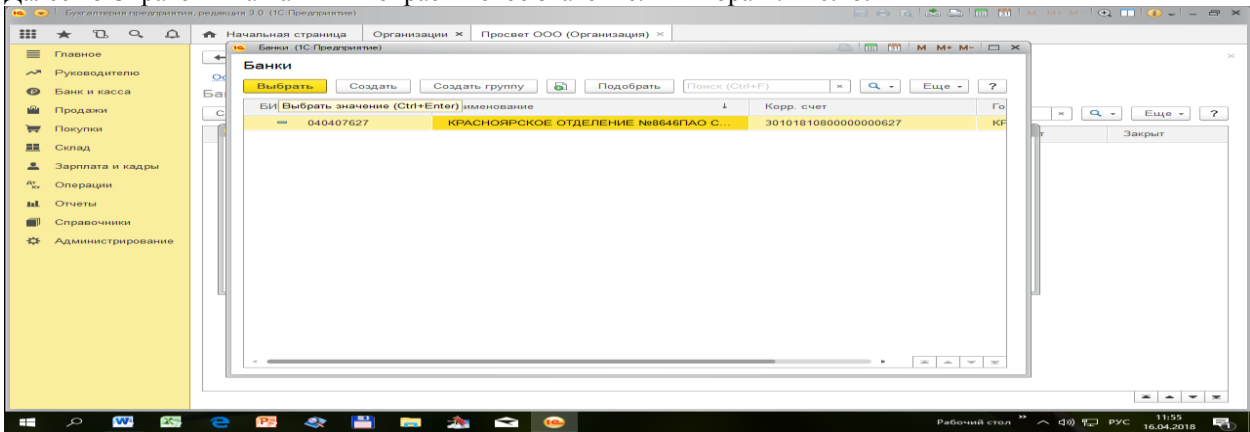 Бухгалтерия предприятия, редакция 3.0 (1С:Предприятие) M M+ M-
Начальная страница Организации × Просвет ООО (Организация) ×
Главное
Руководителю
Банк и касса
Продажи
Покупки
Склад
Зарплата и кадры
Операции
Отчеты
Справочники
Администрирование
Банки (1С:Предприятие) M M+ M-
Банки
Выбрать Создать Создать группу Подобрать Поиск (Ctrl+F) × Еще ?
БИ Выбрать значение (Ctrl+Enter) именование ↓ Корр. счет Го
040407627 КРАСНОЯРСКОЕ ОТДЕЛЕНИЕ №8646ПАО С... 30101810800000000627 КР
× Еще ?
Закрыт
Рабочий стол РУС 11:55
16.04.2018